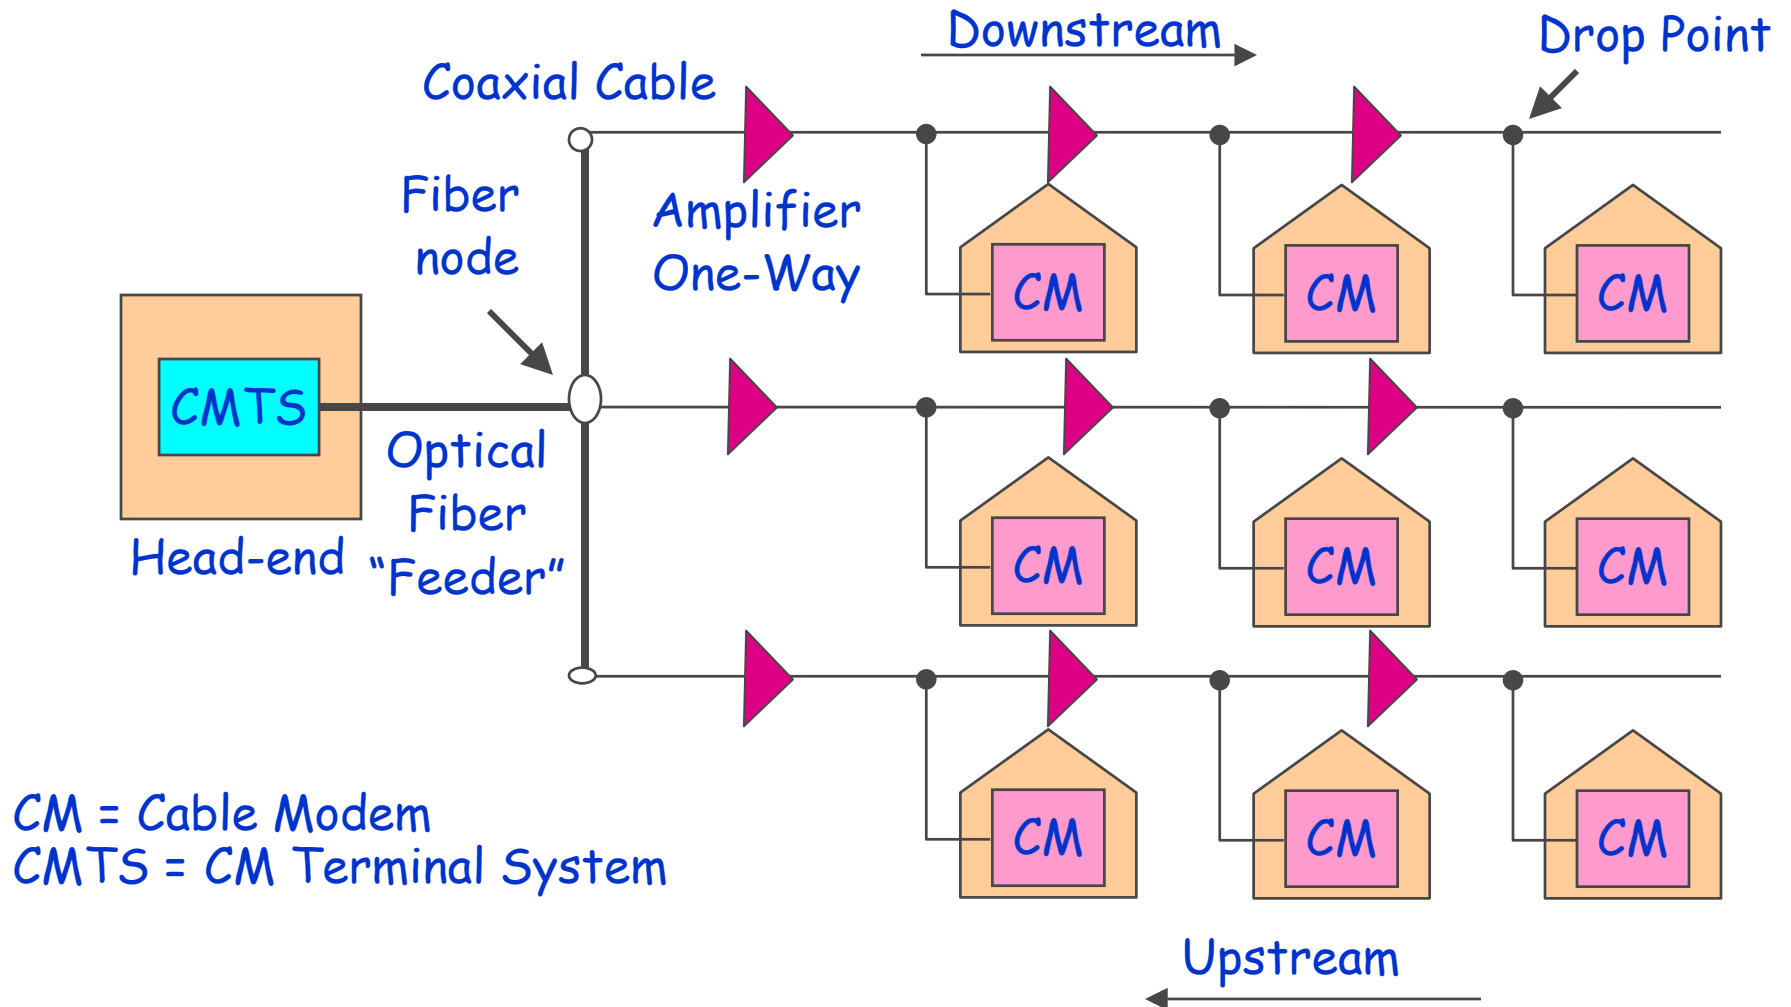 Downstream
Drop Point
Coaxial Cable
Fiber
node
Amplifier
One-Way
CM
CM
CM
CMTS
Optical
Fiber
“Feeder”
Head-end
CM
CM
CM
CM
CM
CM
CM = Cable Modem
CMTS = CM Terminal System
Upstream